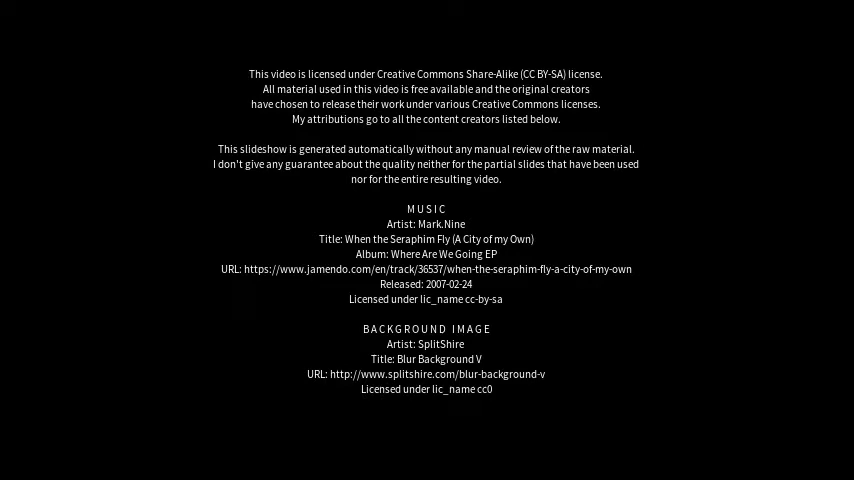 This video is licensed under Creative Commons Share-Alike (CC BY-SA) license.
All material used in this video is free available and the original creators
have chosen to release their work under various Creative Commons licenses.
My attributions go to all the content creators listed below.
This slideshow is generated automatically without any manual review of the raw material.
I don't give any guarantee about the quality neither for the partial slides that have been used
nor for the entire resulting video.
MUSIC
Artist: Mark.Nine
Title: When the Seraphim Fly (A City of my Own)
Album: Where Are We Going EP
URL: https://www.jamendo.com/en/track/36537/when-the-seraphim-fly-a-city-of-my-own
Released: 2007-02-24
Licensed under lic_name cc-by-sa
BACKGROUND IMAGE
Artist: SplitShire
Title: Blur Background V
URL: http://www.splitshire.com/blur-background-v
Licensed under lic_name cc0